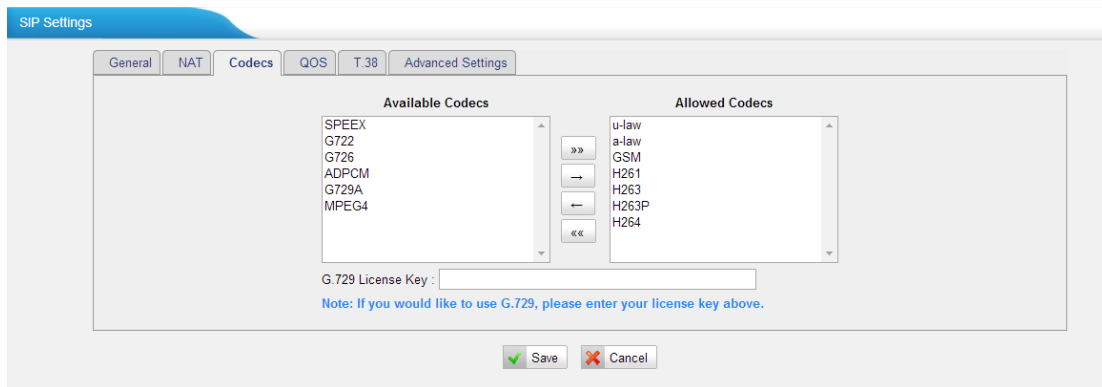 SIP Settings
General NAT Codecs QOS T.38 Advanced Settings
Available Codecs
SPEEX
G722
G726
ADPCM
G729A
MPEG4
»»
→
←
««
Allowed Codecs
u-law
a-law
GSM
H261
H263
H263P
H264
G.729 License Key :
Note: If you would like to use G.729, please enter your license key above.
Save Cancel